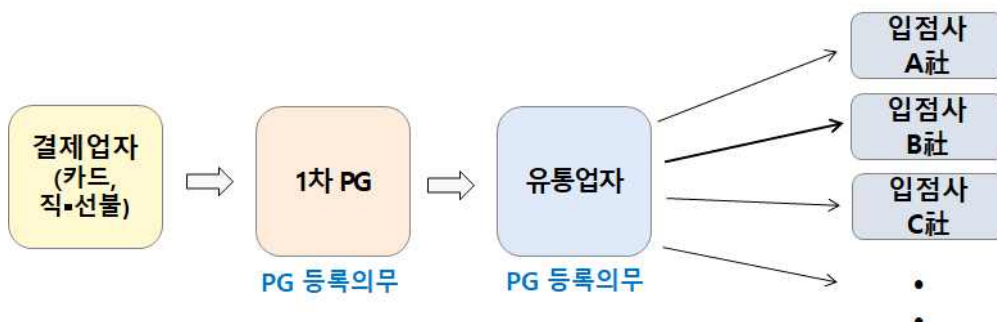 결제업자
(카드,
직▪선불)
1차 PG
PG 등록의무
유통업자
PG 등록의무
입점사
A社
입점사
B社
입점사
C社